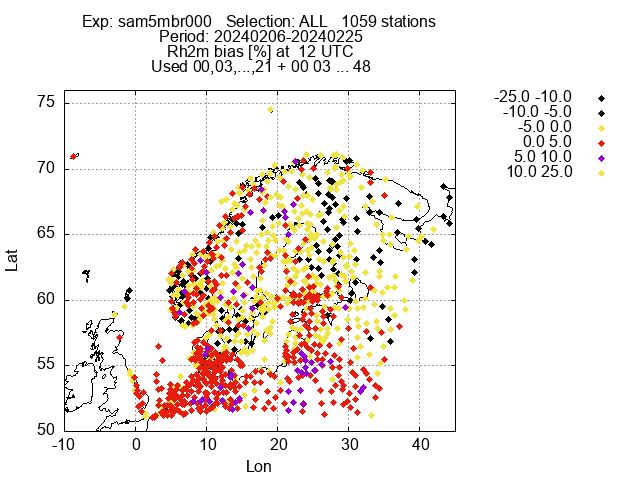 Exp: sam5mbr000 Selection: ALL 1059 stations
Period: 20240206-20240225
Rh2m bias [%] at 12 UTC
Used 00,03,...,21 + 00 03 ... 48
-25.0 -10.0
-10.0 -5.0
-5.0 0.0
0.0 5.0
5.0 10.0
10.0 25.0
75
70
65
60
55
50
Lat
-10 0 10 20 30 40
Lon